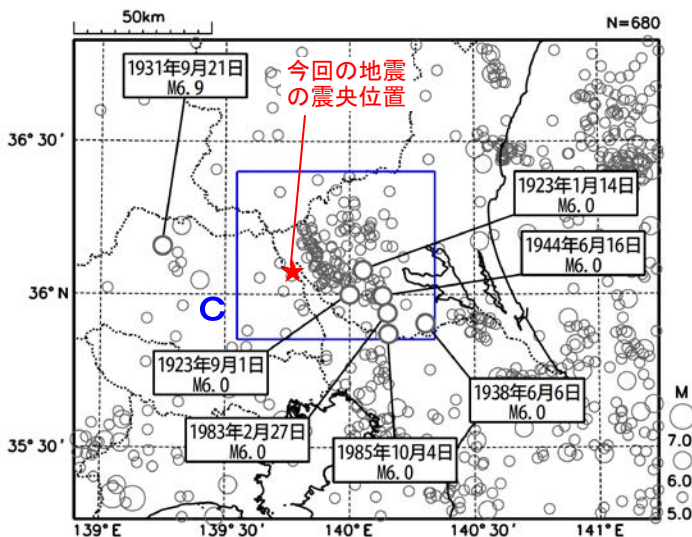 50km
N=680
1931年9月21日
M6.9
今回の地震
の震央位置
36°30′
1923年1月14日
M6.0
1944年6月16日
M6.0
36°N
C
1923年9月1日
M6.0
1938年6月6日
M6.0
1983年2月27日
M6.0
1985年10月4日
M6.0
35°30′
M
7.0
6.0
5.0
139°E
139°30′
140°E
140°30′
141°E